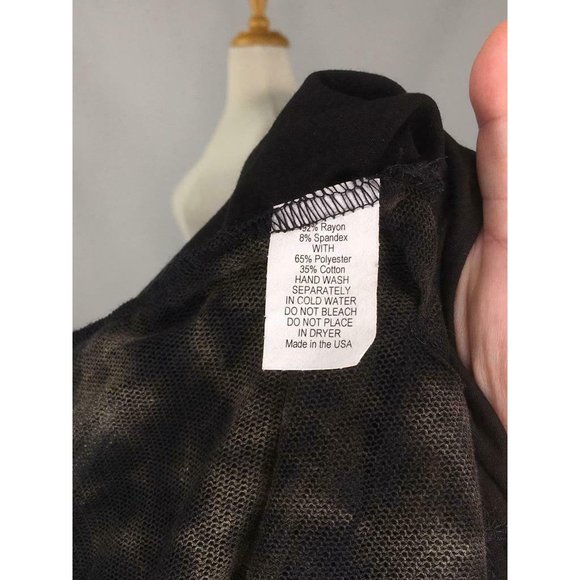 92% Rayon
8% Spandex
WITH
65% Polyester
35% Cotton
HAND WASH
SEPARATELY
IN COLD WATER
DO NOT BLEACH
DO NOT PLACE
IN DRYER
Made in the USA